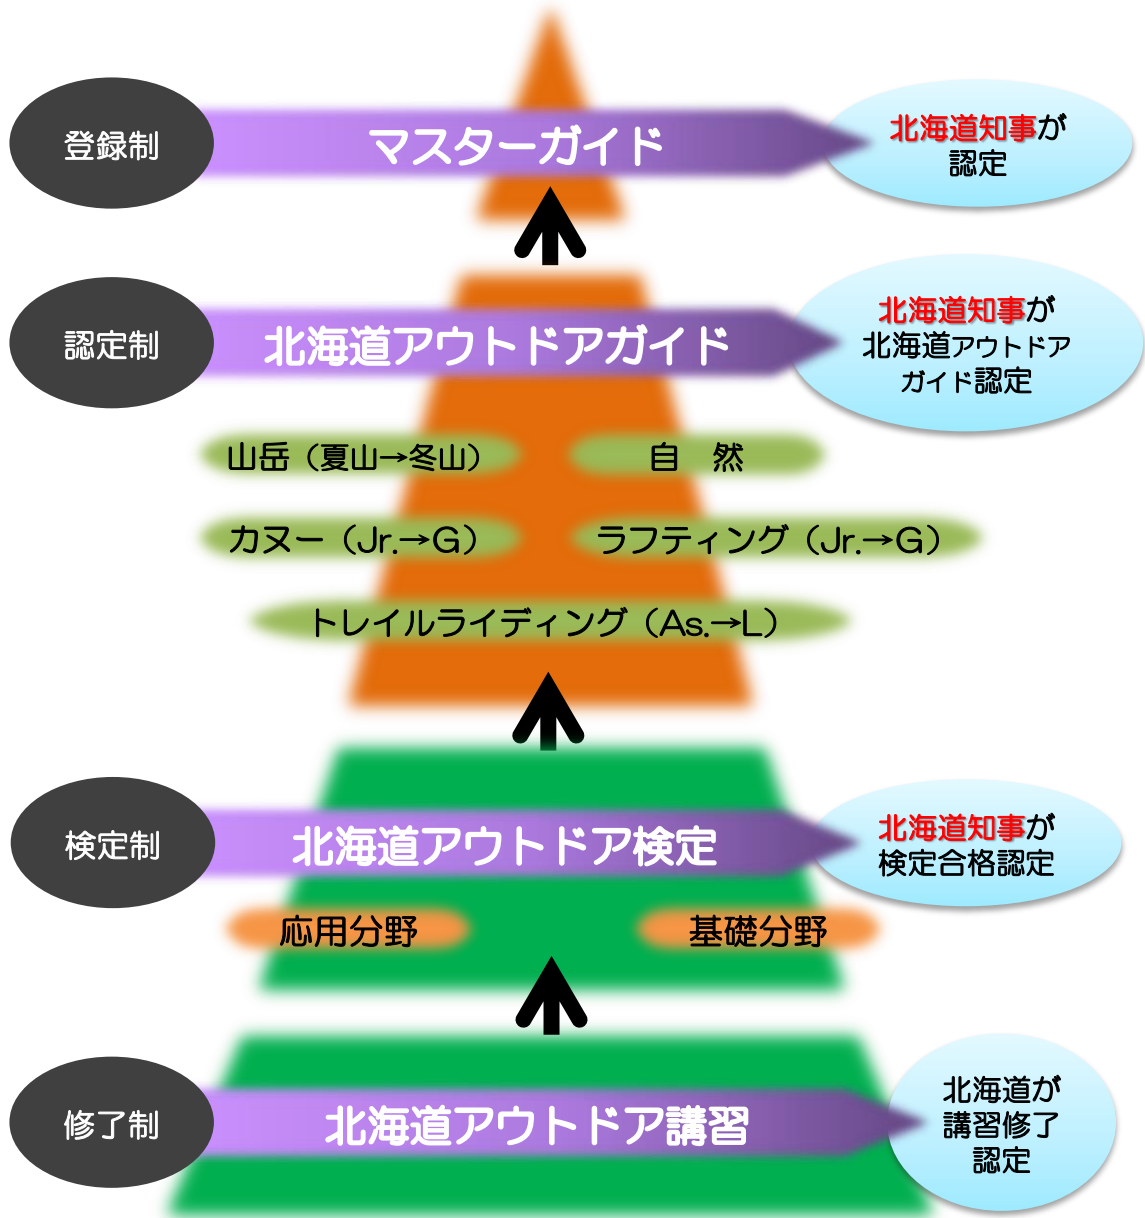 登録制
マスターガイド
北海道知事が
認定
認定制
北海道アウトドアガイド
北海道知事が
北海道アウトドア
ガイド認定
山岳（夏山→冬山）
自　然
カヌー（Jr.→G）
ラフティング（Jr.→G）
トレイルライディング（As.→L）
検定制
北海道アウトドア検定
北海道知事が
検定合格認定
応用分野
基礎分野
修了制
北海道アウトドア講習
北海道が
講習修了
認定